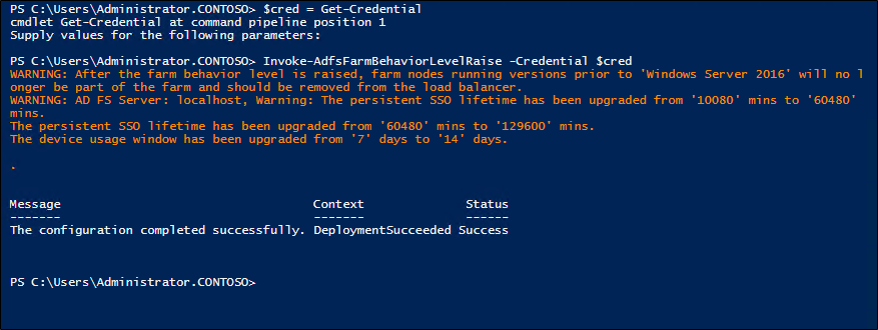 PS C:\Users\Administrator.CONTOSO> $cred = Get-Credential
cmdlet Get-Credential at command pipeline position 1
Supply values for the following parameters:
PS C:\Users\Administrator.CONTOSO> Invoke-AdfsFarmBehaviorLevelRaise -Credential $cred
WARNING: After the farm behavior level is raised, farm nodes running versions prior to 'Windows Server 2016' will no l
onger be part of the farm and should be removed from the load balancer.
WARNING: AD FS Server: localhost, Warning: The persistent SSO lifetime has been upgraded from '10080' mins to '60480'
mins.
The persistent SSO lifetime has been upgraded from '60480' mins to '129600' mins.
The device usage window has been upgraded from '7' days to '14' days.
.
Message Context Status
------- ------- ------
The configuration completed successfully. DeploymentSucceeded Success
PS C:\Users\Administrator.CONTOSO>